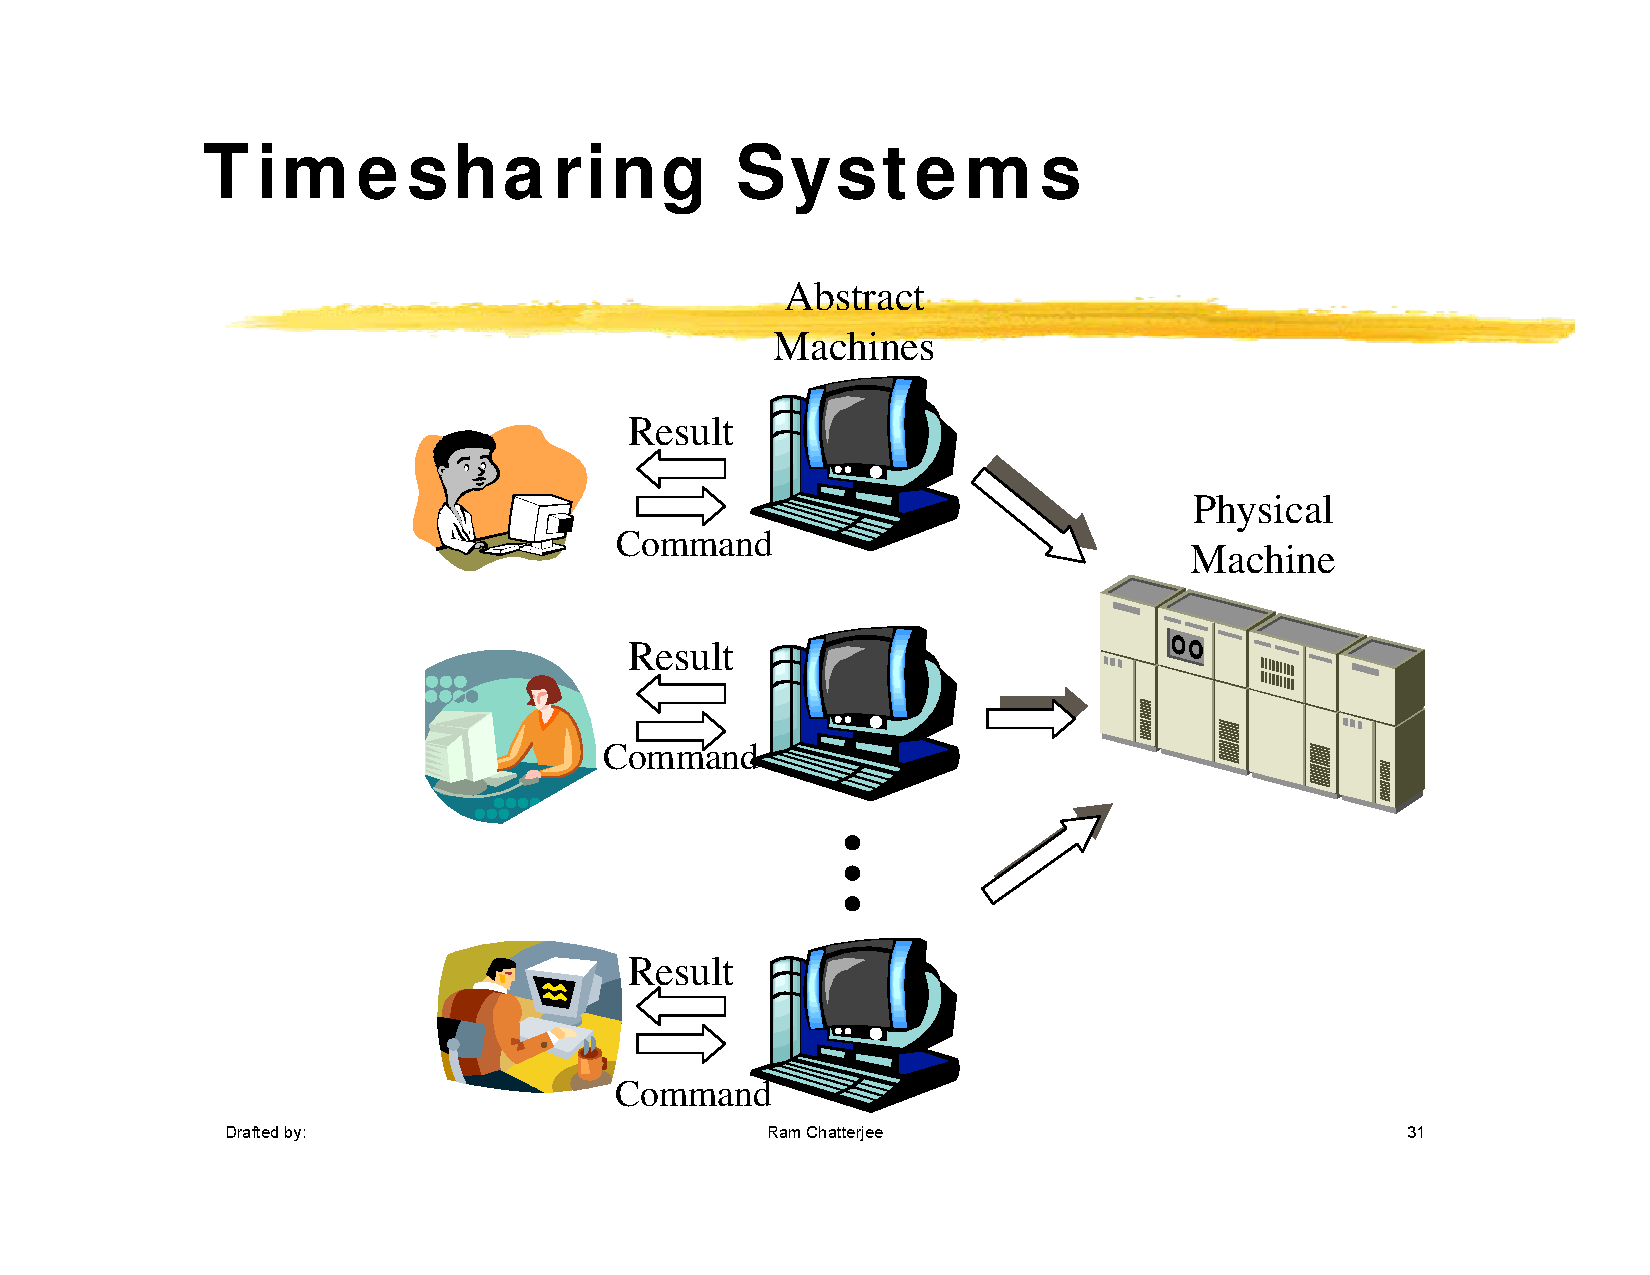 Timesharing Systems
Abstract
Machines
Result
Command
Physical
Machine
Result
Command
Result
Command
Drafted by:
Ram Chatterjee
31